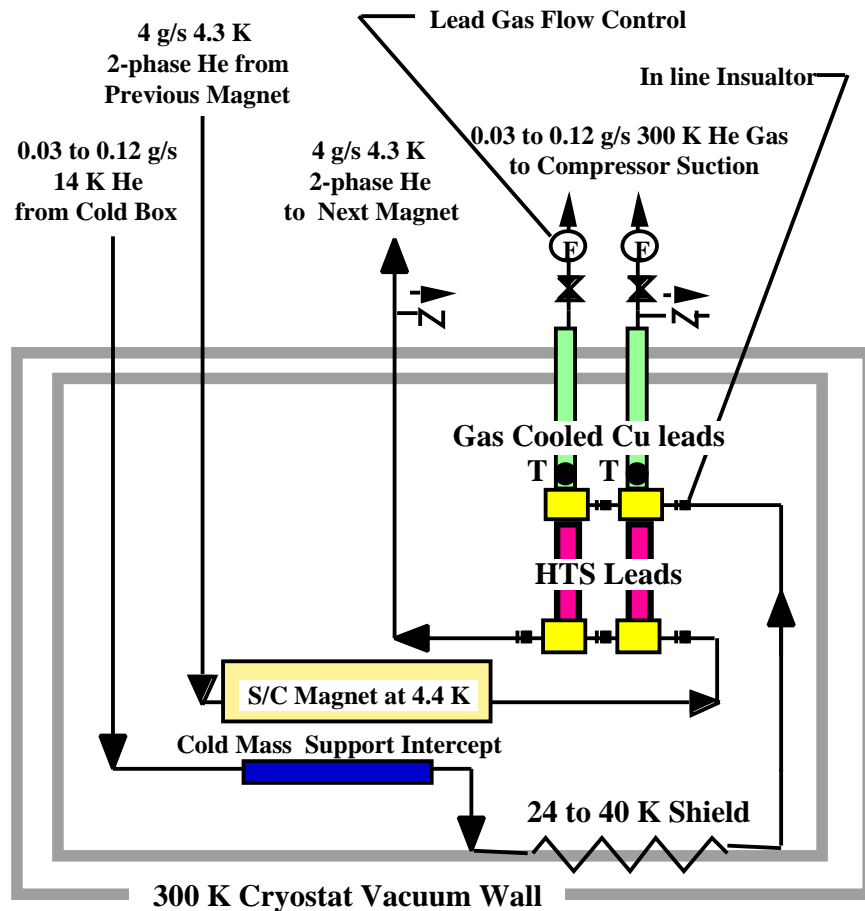 Lead Gas Flow Control
4 g/s 4.3 K
2-phase He from
Previous Magnet
In line Insualtor
0.03 to 0.12 g/s
14 K He
from Cold Box
4 g/s 4.3 K
2-phase He
to Next Magnet
0.03 to 0.12 g/s 300 K He Gas
to Compressor Suction
F F
Z
Z
Gas Cooled Cu leads
T T
HTS Leads
S/C Magnet at 4.4 K
Cold Mass Support Intercept
24 to 40 K Shield
300 K Cryostat Vacuum Wall